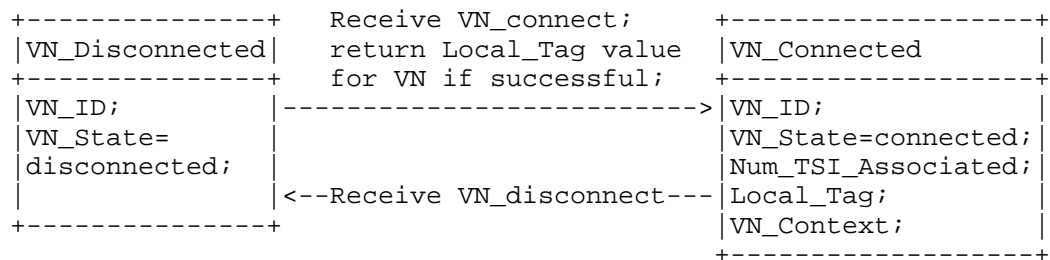 +---------------+   Receive VN_connect;     +-------------------+
|VN_Disconnected|   return Local_Tag value  |VN_Connected       |
+---------------+   for VN if successful;   +-------------------+
|VN_ID;         |-------------------------->|VN_ID;             |
|VN_State=      |                           |VN_State=connected;|
|disconnected;  |                           |Num_TSI_Associated;|
|               |<--Receive VN_disconnect---|Local_Tag;         |
+---------------+                           |VN_Context;        |
                                            +-------------------+